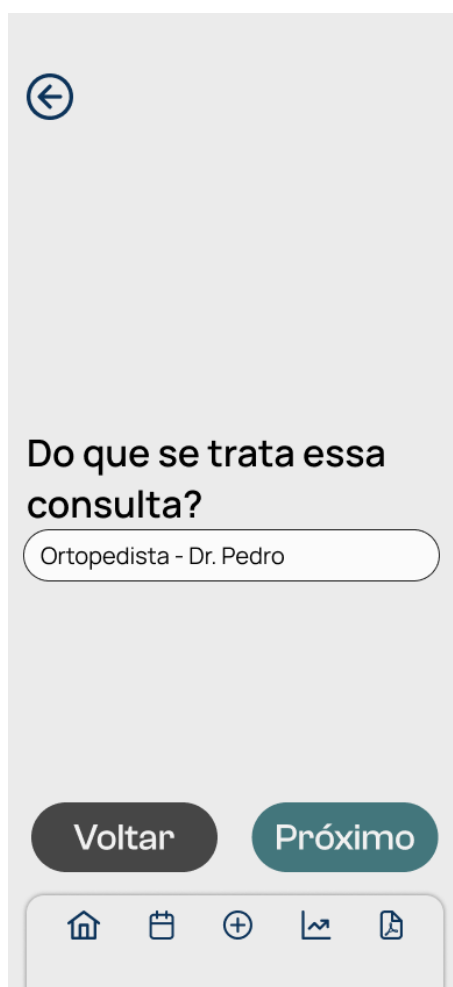 Do que se trata essa
consulta?
Ortopedista - Dr. Pedro
Voltar
Próximo